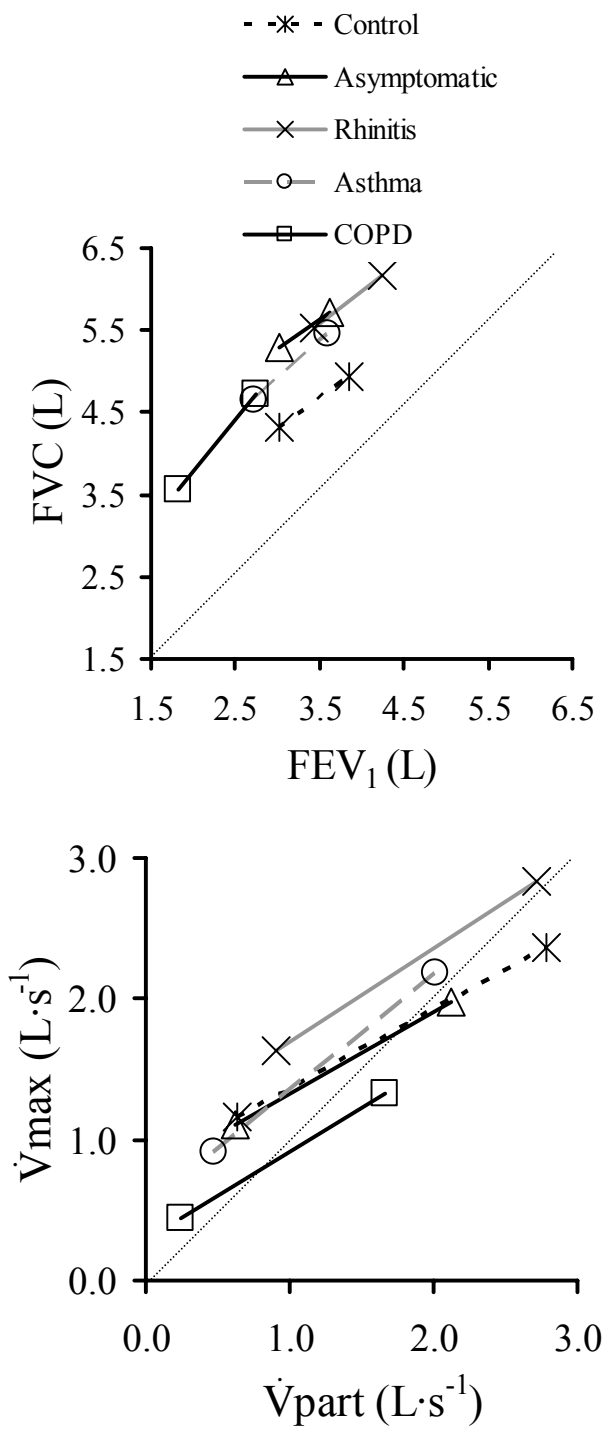 Control
Asymptomatic
Rhinitis
Asthma
COPD
6.5
5.5
4.5
3.5
2.5
1.5
FVC (L)
1.5 2.5 3.5 4.5 5.5 6.5
FEV₁ (L)
3.0
2.0
1.0
0.0
V̇max (L·s⁻¹)
0.0 1.0 2.0 3.0
V̇part (L·s⁻¹)